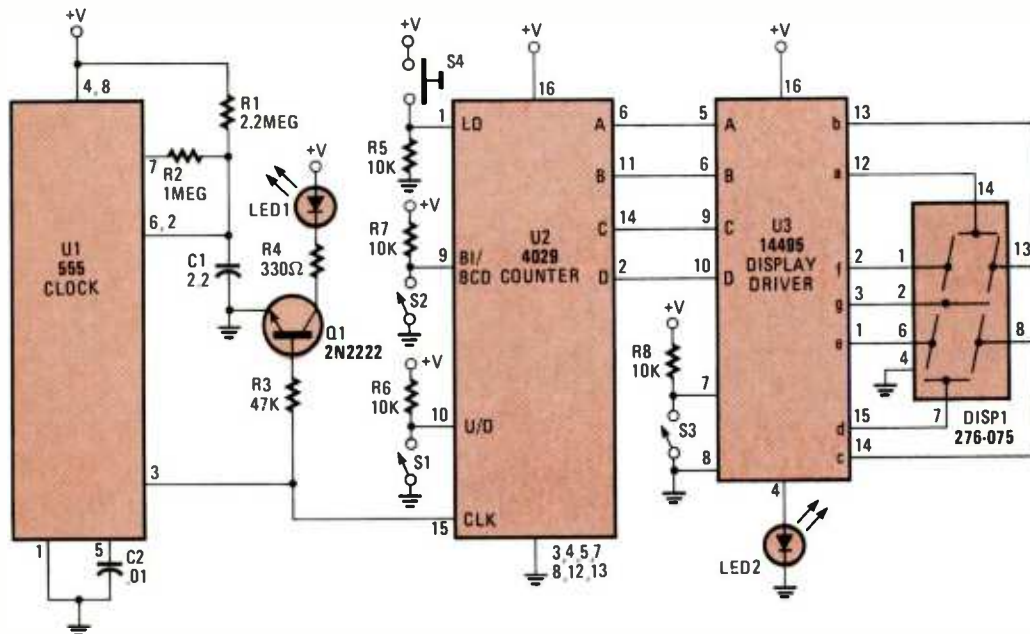 +V
4,8
R1
2.2MEG
7
R2
1MEG
6,2
U1
555
CLOCK
C1
2.2
+V
LED1
R4
330Ω
Q1
2N2222
R3
47K
3
1
5
C2
.01
+V
S4
1
LD
R5
10K
+V
R7
10K
9
BI/
BCD
S2
+V
R6
10K
10
U/D
S1
15
CLK
+V
16
U2
4029
COUNTER
A
6
B
11
C
14
D
2
3,4,5,7
8,12,13
+V
16
5
A
6
B
9
C
10
D
U3
14495
DISPLAY
DRIVER
+V
R8
10K
7
S3
8
4
LED2
b
13
a
12
f
2
1
g
3
2
e
1
6
4
d
15
c
14
14
13
8
7
DISP1
276-075